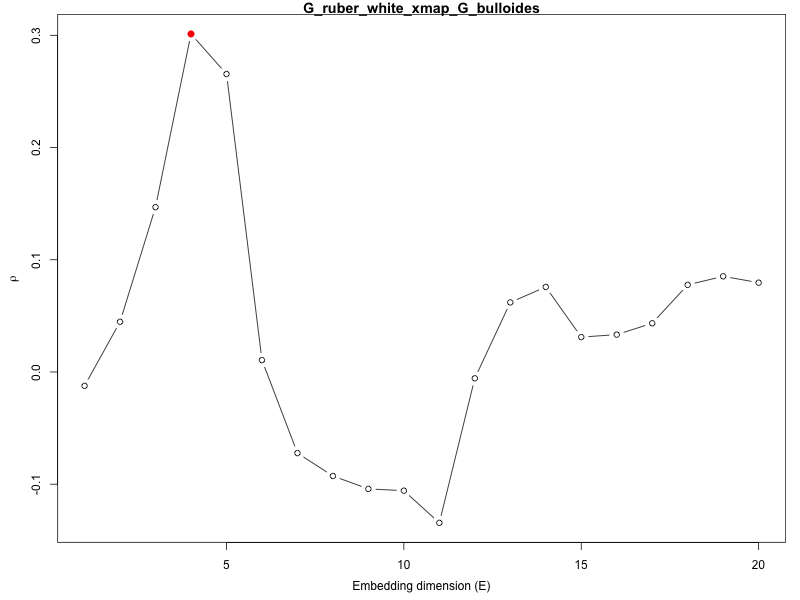 G_ruber_white_xmap_G_bulloides
0.3
0.2
0.1
0.0
-0.1
ρ
5 10 15 20
Embedding dimension (E)